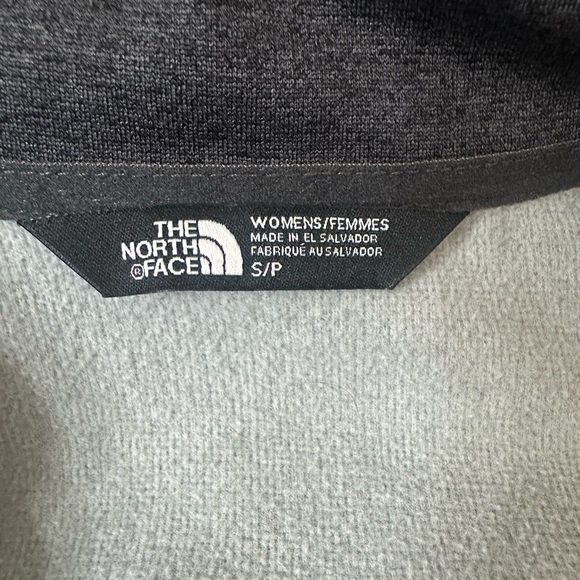 THE
NORTH
®FACE
WOMENS/FEMMES
MADE IN EL SALVADOR
FABRIQUÉ AU SALVADOR
S/P